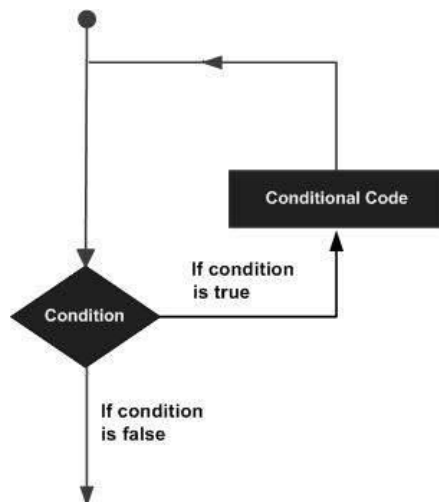 Conditional Code
If condition
is true
Condition
If condition
is false